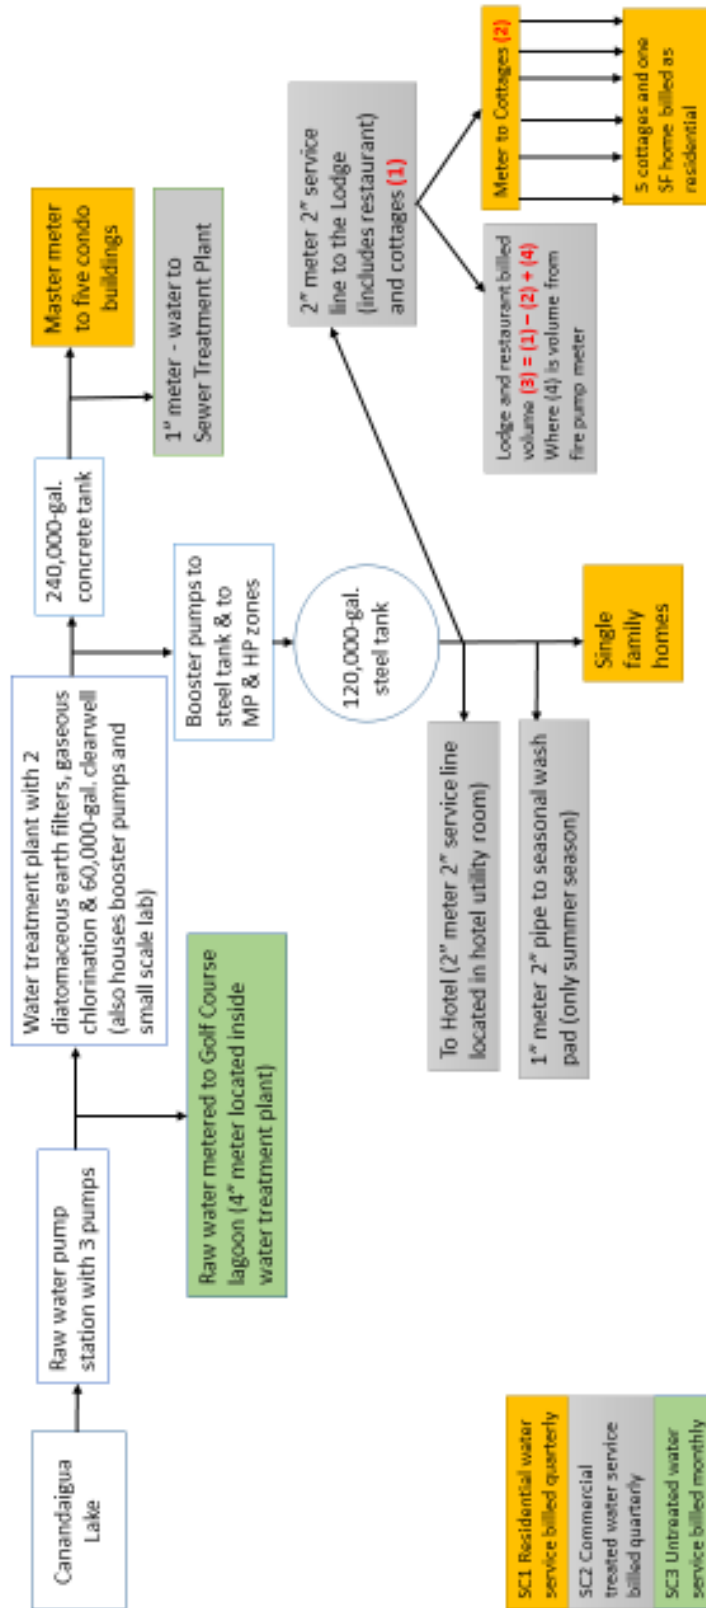 Canandaigua
Lake
Raw water pump
station with 3 pumps
Water treatment plant with 2
diatomaceous earth filters, gaseous
chlorination & 60,000-gal. clearwell
(also houses booster pumps and
small scale lab)
240,000-gal.
concrete tank
Master meter
to five condo
buildings
1" meter - water to
Sewer Treatment Plant
Raw water metered to Golf Course
lagoon (4" meter located inside
water treatment plant)
Booster pumps to
steel tank & to
MP & HP zones
120,000-gal.
steel tank
2" meter 2" service
line to the Lodge
(includes restaurant)
and cottages (1)
To Hotel (2" meter 2" service line
located in hotel utility room)
1" meter 2" pipe to seasonal wash
pad (only summer season)
Single
family
homes
Lodge and restaurant billed
volume (3) = (1) – (2) + (4)
Where (4) is volume from
fire pump meter
Meter to Cottages (2)
5 cottages and one
SF home billed as
residential
SC1 Residential water
service billed quarterly
SC2 Commercial
treated water service
billed quarterly
SC3 Untreated water
service billed monthly